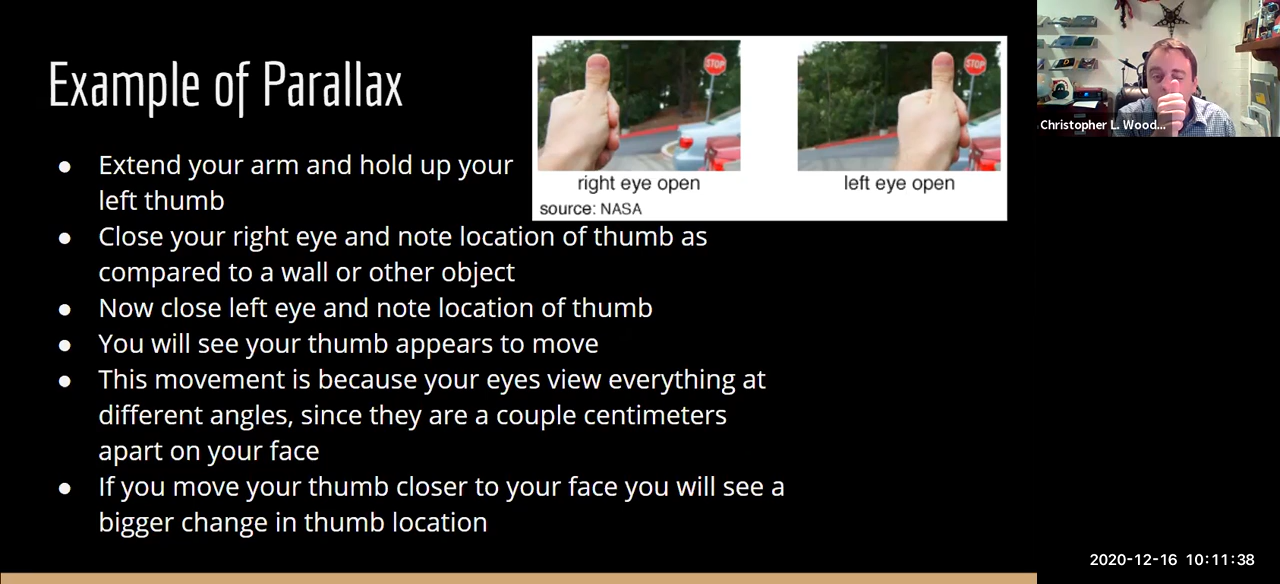 Example of Parallax
STOP
STOP
right eye open
left eye open
source: NASA
Christopher L. Wood...
● Extend your arm and hold up your
left thumb
● Close your right eye and note location of thumb as
compared to a wall or other object
● Now close left eye and note location of thumb
● You will see your thumb appears to move
● This movement is because your eyes view everything at
different angles, since they are a couple centimeters
apart on your face
● If you move your thumb closer to your face you will see a
bigger change in thumb location
2020-12-16 10:11:38